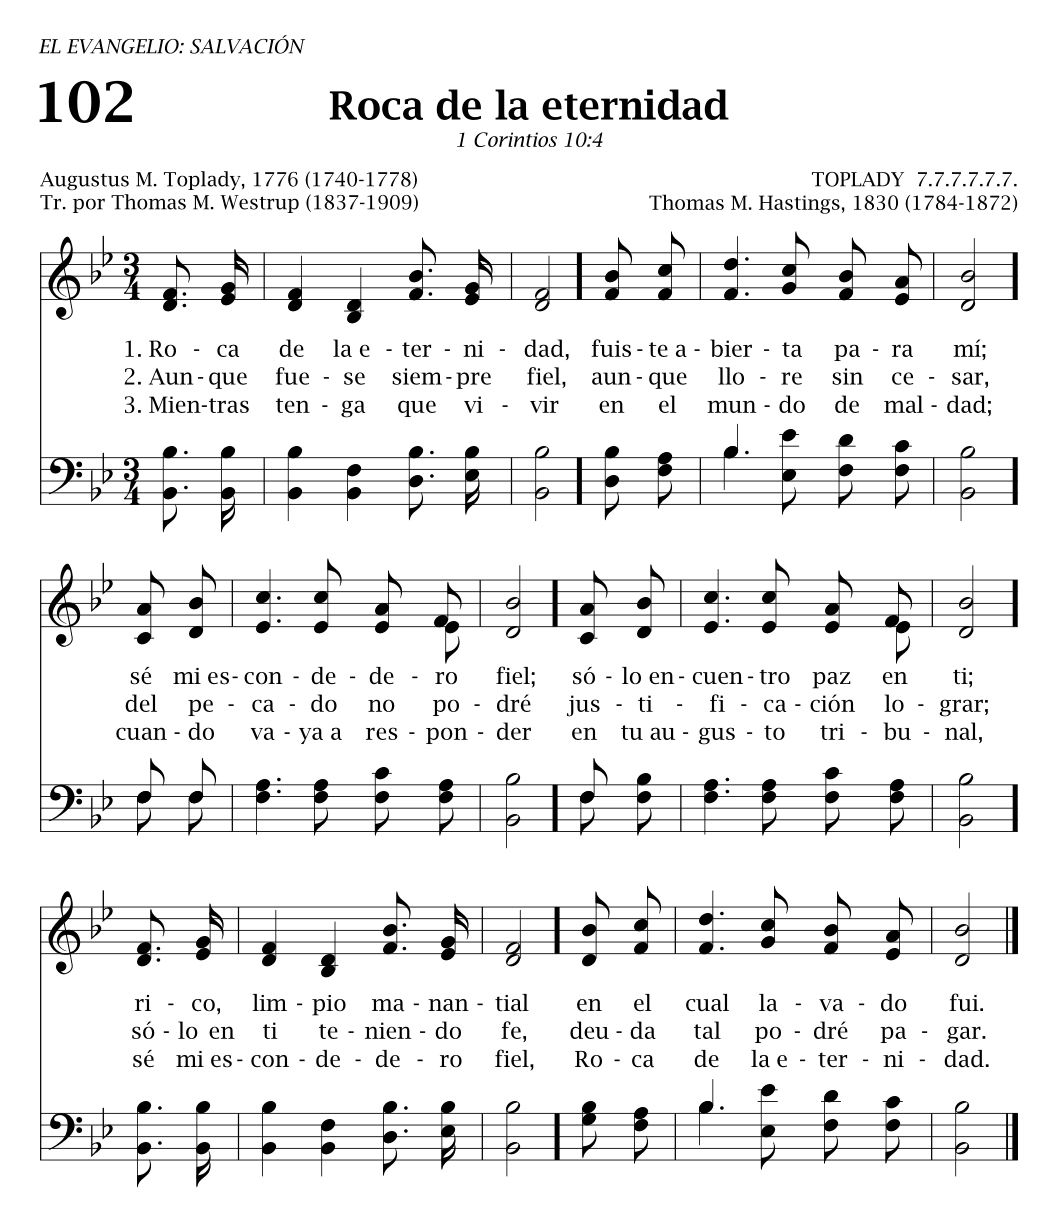 EL EVANGELIO: SALVACIÓN
102
Roca de la eternidad
1 Corintios 10:4
Augustus M. Toplady, 1776 (1740-1778)
TOPLADY 7.7.7.7.7.7.
Tr. por Thomas M. Westrup (1837-1909)
Thomas M. Hastings, 1830 (1784-1872)
3
4
1. Ro - ca de la e - ter - ni - dad, fuis - te a - bier - ta pa - ra mí;
2. Aun - que fue - se siem - pre fiel, aun - que llo - re sin ce - sar,
3. Mien - tras ten - ga que vi - vir en el mun - do de mal - dad;
3
4
sé mi es - con - de - de - ro fiel; só - lo en - cuen - tro paz en ti;
del pe - ca - do no po - dré jus - ti - fi - ca - ción lo - grar;
cuan - do va - ya a res - pon - der en tu au - gus - to tri - bu - nal,
ri - co, lim - pio ma - nan - tial en el cual la - va - do fui.
só - lo en ti te - nien - do fe, deu - da tal po - dré pa - gar.
sé mi es - con - de - de - ro fiel, Ro - ca de la e - ter - ni - dad.